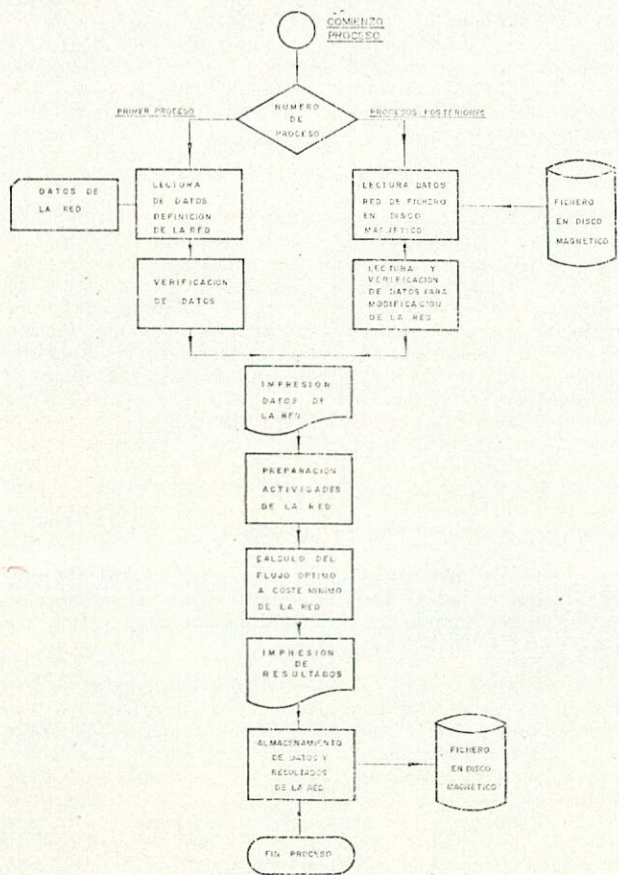 COMIENZO
PROCESO
NUMERO
DE
PROCESO
PRIMER PROCESO
PROCESOS POSTERIORES
DATOS DE
LA RED
LECTURA
DE DATOS
DEFINICION
DE LA RED
LECTURA DATOS
RED DE FICHERO
EN DISCO
MAGNETICO
FICHERO
EN DISCO
MAGNETICO
VERIFICACION
DE DATOS
LECTURA Y
VERIFICACION
DE DATOS PARA
MODIFICACION
DE LA RED
IMPRESION
DATOS DE
LA RED
PREPARACION
ACTIVIDADES
DE LA RED
CALCULO DEL
FLUJO OPTIMO
A COSTE MINIMO
DE LA RED
IMPRESION
DE
RESULTADOS
ALMACENAMIENTO
DE DATOS Y
RESULTADOS
DE LA RED
FICHERO
EN DISCO
MAGNETICO
FIN PROCESO